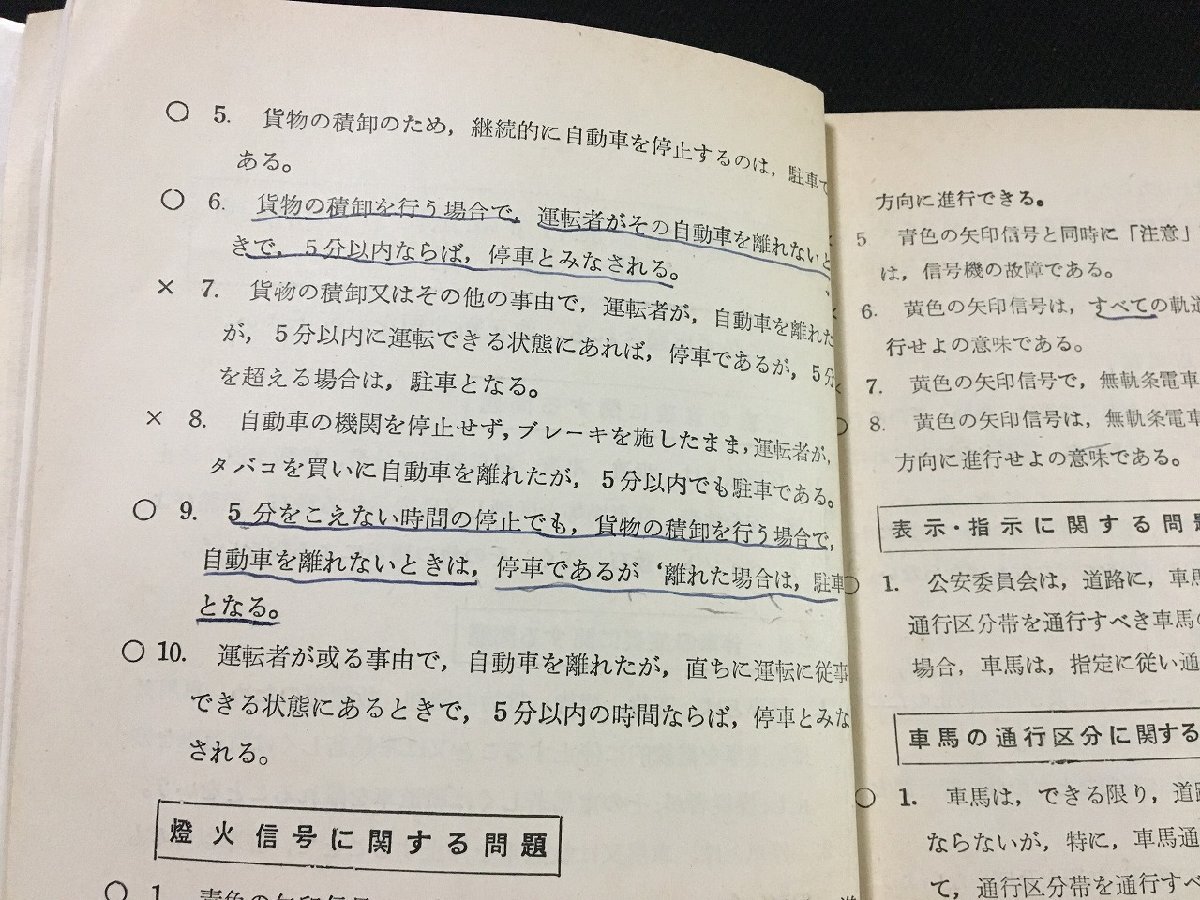 ○ 5. 貨物の積卸のため，継続的に自動車を停止するのは，駐車で
ある。
○ 6. 貨物の積卸を行う場合で，運転者がその自動車を離れないと
きで，5分以内ならば，停車とみなされる。
× 7. 貨物の積卸又はその他の事由で，運転者が，自動車を離れた
が，5分以内に運転できる状態にあれば，停車であるが，5分
を超える場合は，駐車となる。
× 8. 自動車の機関を停止せず，ブレーキを施したまま，運転者が，
タバコを買いに自動車を離れたが，5分以内でも駐車である。
○ 9. 5分をこえない時間の停止でも，貨物の積卸を行う場合で，
自動車を離れないときは，停車であるが，離れた場合は，駐車
となる。
○ 10. 運転者が或る事由で，自動車を離れたが，直ちに運転に従事
できる状態にあるときで，5分以内の時間ならば，停車とみな
される。
燈火信号に関する問題
○ 1
方向に進行できる。
5 青色の矢印信号と同時に「注意」
は，信号機の故障である。
6. 黄色の矢印信号は，すべての軌道
行せよの意味である。
7. 黄色の矢印信号で，無軌条電車
○ 8. 黄色の矢印信号は，無軌条電車
方向に進行せよの意味である。
表示・指示に関する問題
○ 1. 公安委員会は，道路に，車馬
通行区分帯を通行すべき車馬の
場合，車馬は，指定に従い通
車馬の通行区分に関する
○ 1. 車馬は，できる限り，道
ならないが，特に，車馬通
て，通行区分帯を通行すべ